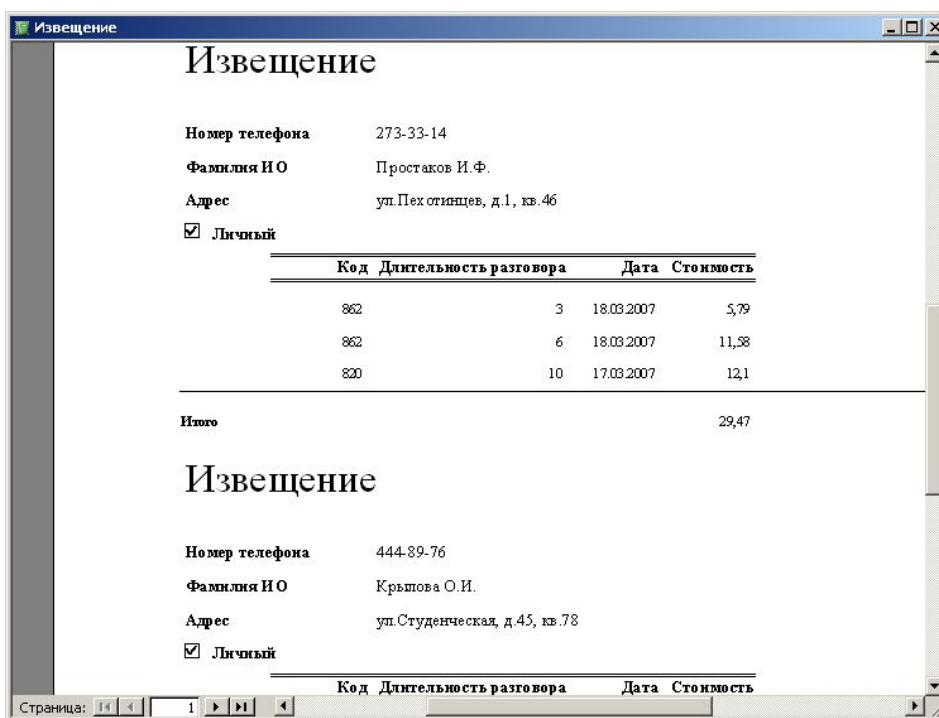 Извещение
Извещение
Номер телефона 273-33-14
Фамилия И О Простаков И.Ф.
Адрес ул.Пехотинцев, д.1, кв.46
Личный
Код Длительность разговора Дата Стоимость
862 3 18.03.2007 5,79
862 6 18.03.2007 11,58
820 10 17.03.2007 12,1
Итого 29,47
Извещение
Номер телефона 444-89-76
Фамилия И О Крылова О.И.
Адрес ул.Студенческая, д.45, кв.78
Личный
Код Длительность разговора Дата Стоимость
Страница: 1